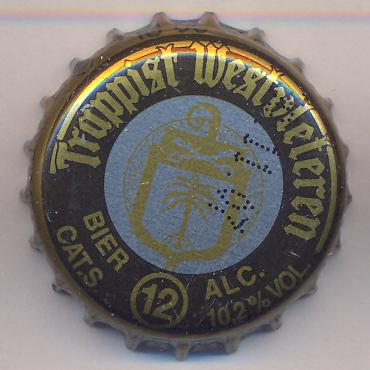 Trappist Westvleteren
BIER
CAT.S
12
ALC.
10.2% VOL.